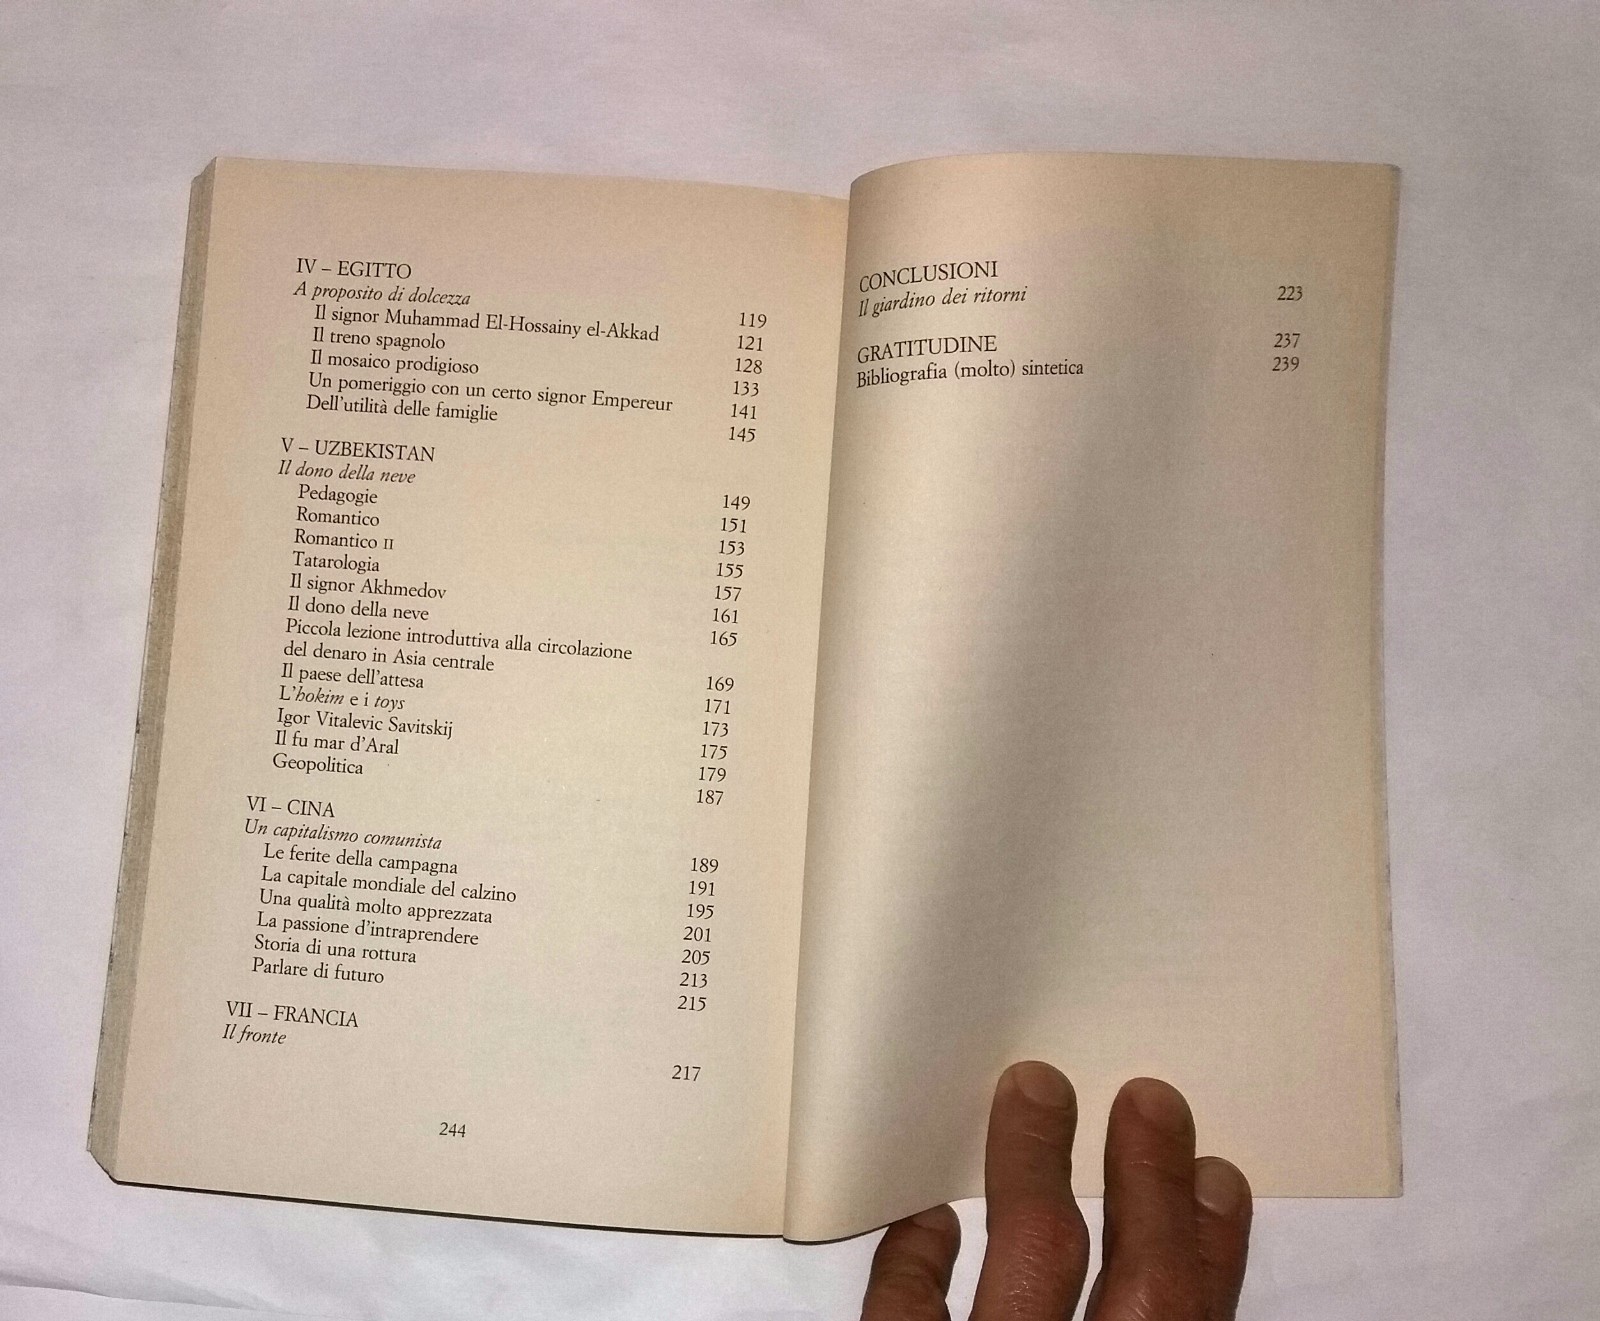 IV – EGITTO
A proposito di dolcezza 119
Il signor Muhammad El-Hossainy el-Akkad 121
Il treno spagnolo 128
Il mosaico prodigioso 133
Un pomeriggio con un certo signor Empereur 141
Dell'utilità delle famiglie 145
V – UZBEKISTAN
Il dono della neve 149
Pedagogie 151
Romantico 153
Romantico II 155
Tatarologia 157
Il signor Akhmedov 161
Il dono della neve 165
Piccola lezione introduttiva alla circolazione
del denaro in Asia centrale 169
Il paese dell'attesa 171
L'hokim e i toys 173
Igor Vitalevic Savitskij 175
Il fu mar d'Aral 179
Geopolitica 187
VI – CINA
Un capitalismo comunista 189
Le ferite della campagna 191
La capitale mondiale del calzino 195
Una qualità molto apprezzata 201
La passione d'intraprendere 205
Storia di una rottura 213
Parlare di futuro 215
VII – FRANCIA
Il fronte 217
244
CONCLUSIONI
Il giardino dei ritorni 223
GRATITUDINE 237
Bibliografia (molto) sintetica 239